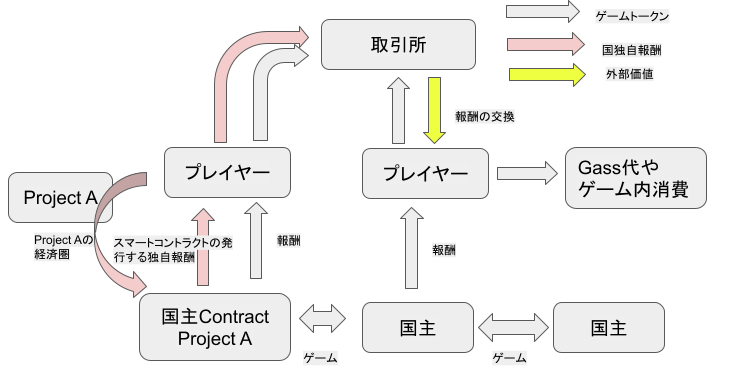 取引所
ゲームトークン
国独自報酬
外部価値
報酬の交換
プレイヤー
プレイヤー
Gass代や
ゲーム内消費
Project A
Project Aの
経済圏
スマートコントラクトの発
行する独自報酬
報酬
報酬
国主Contract
Project A
国主
国主
ゲーム
ゲーム